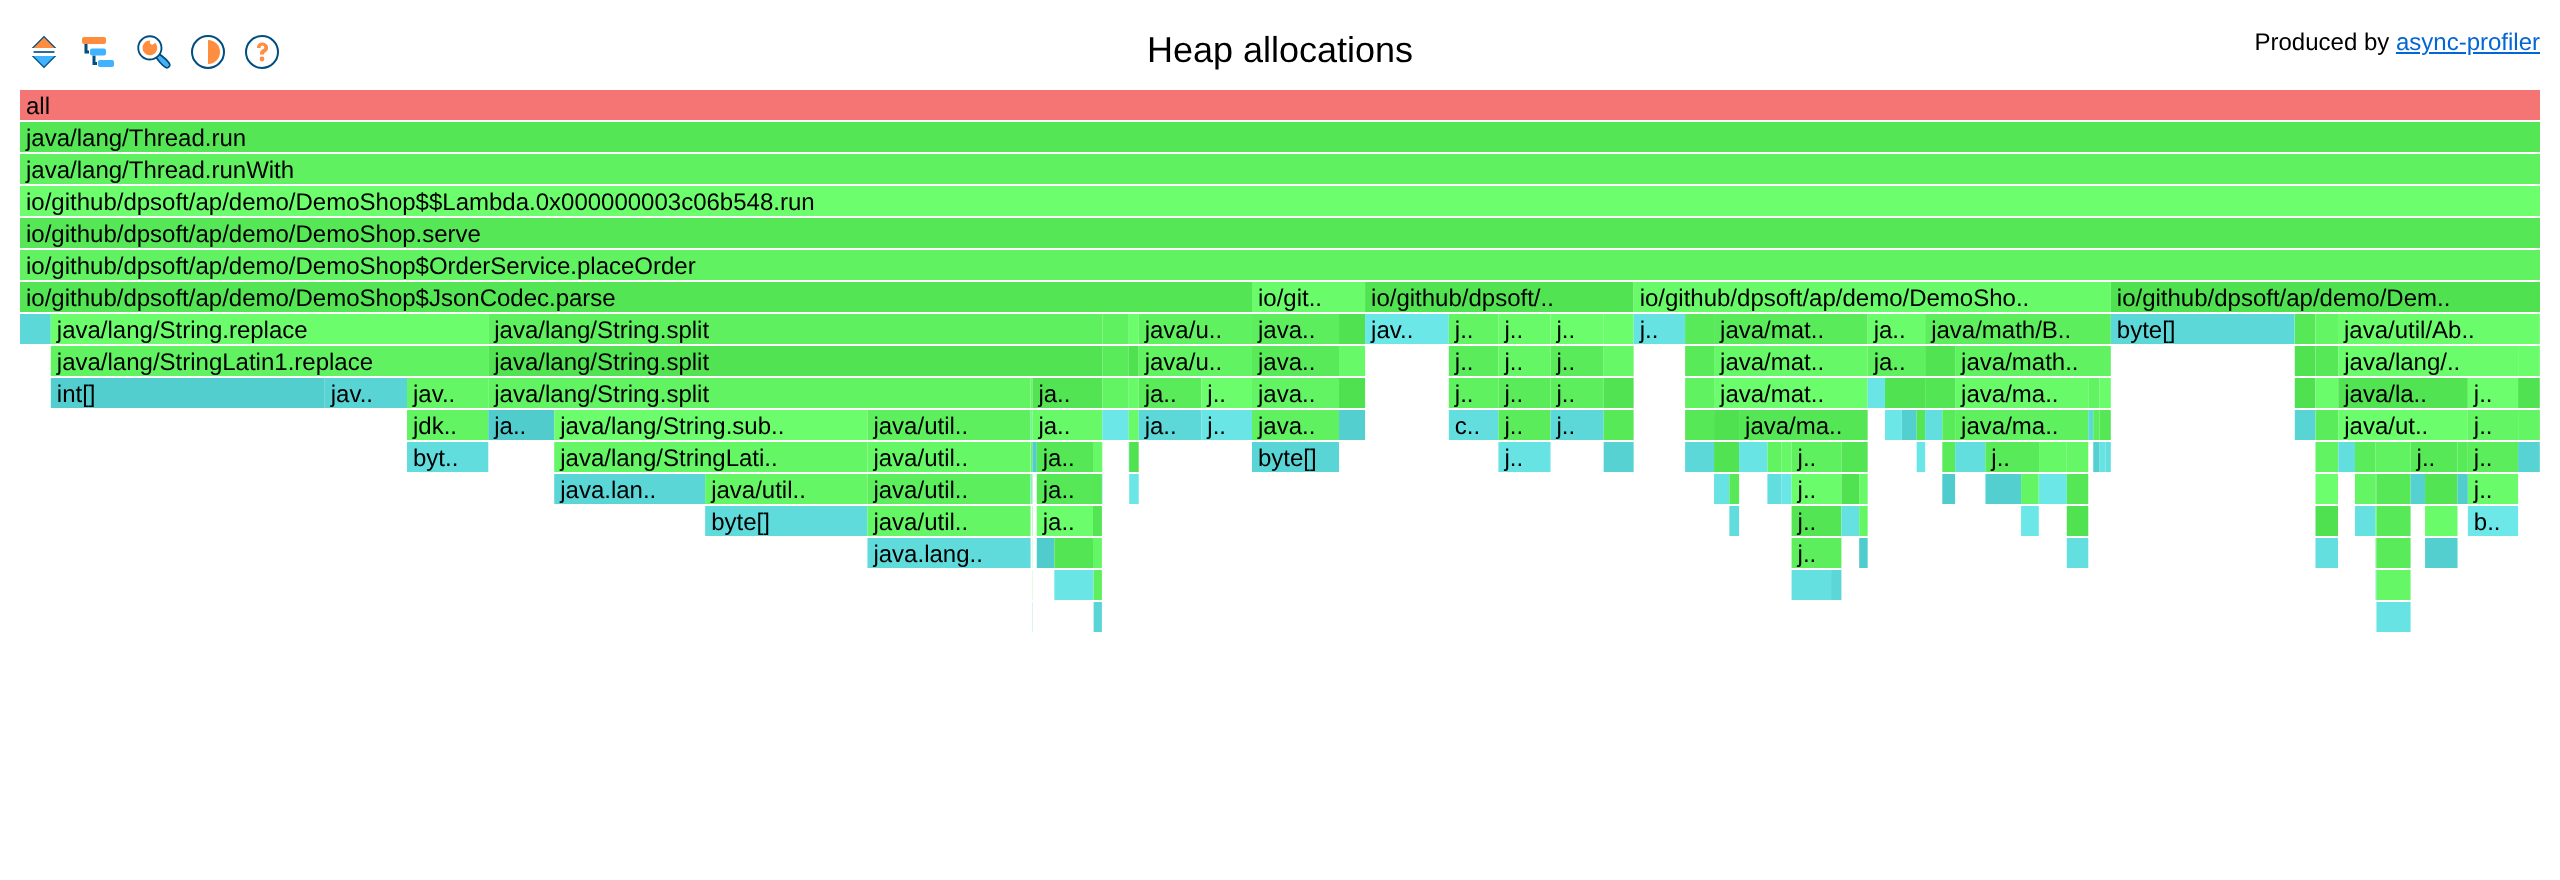 Heap allocations
Produced by async-profiler
all
java/lang/Thread.run
java/lang/Thread.runWith
io/github/dpsoft/ap/demo/DemoShop$$Lambda.0x000000003c06b548.run
io/github/dpsoft/ap/demo/DemoShop.serve
io/github/dpsoft/ap/demo/DemoShop$OrderService.placeOrder
io/github/dpsoft/ap/demo/DemoShop$JsonCodec.parse io/git.. io/github/dpsoft/.. io/github/dpsoft/ap/demo/DemoSho.. io/github/dpsoft/ap/demo/Dem..
java/lang/String.replace java/lang/String.split java/u.. java.. jav.. j.. j.. j.. j.. java/mat.. ja.. java/math/B.. byte[] java/util/Ab..
java/lang/StringLatin1.replace java/lang/String.split java/u.. java.. j.. j.. j.. java/mat.. ja.. java/math.. java/lang/..
int[] jav.. jav.. java/lang/String.split ja.. ja.. j.. java.. j.. j.. j.. java/mat.. java/ma.. java/la.. j..
jdk.. ja.. java/lang/String.sub.. java/util.. ja.. ja.. j.. java.. c.. j.. j.. java/ma.. java/ma.. java/ut.. j..
byt.. java/lang/StringLati.. java/util.. ja.. byte[] j.. j.. j.. j.. j..
java.lan.. java/util.. java/util.. ja.. j.. j..
byte[] java/util.. ja.. j.. b..
java.lang.. j..